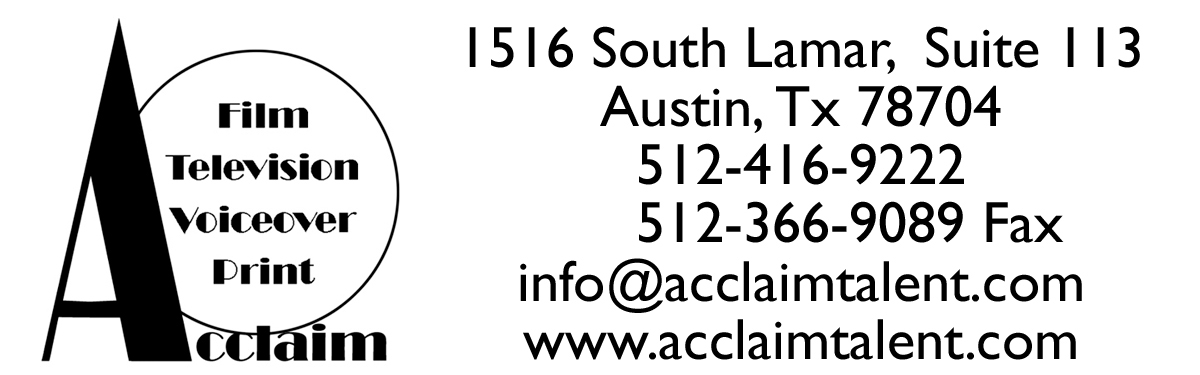 Film
Television
Voiceover
Print
Acclaim
1516 South Lamar, Suite 113
Austin, Tx 78704
512-416-9222
512-366-9089 Fax
info@acclaimtalent.com
www.acclaimtalent.com